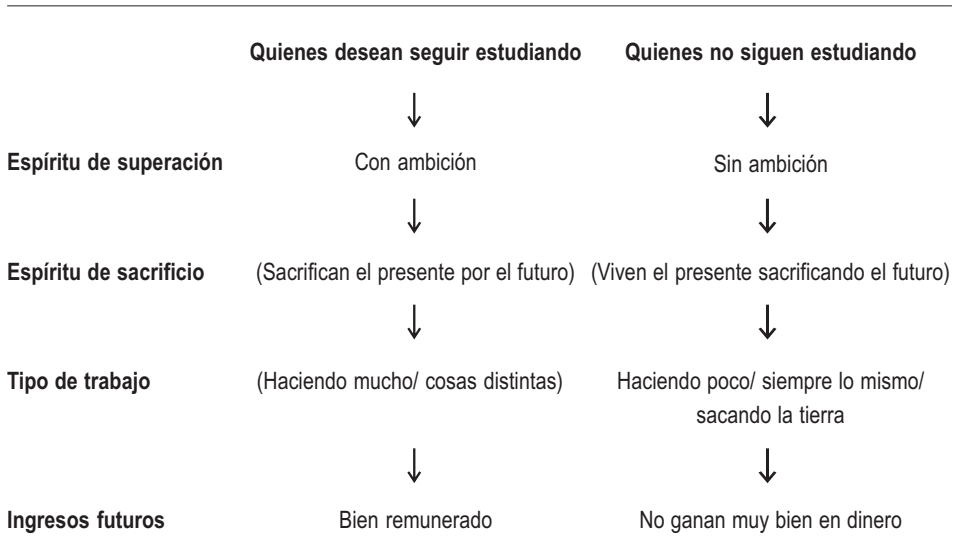 Quienes desean seguir estudiando Quienes no siguen estudiando
Espíritu de superación Con ambición Sin ambición
Espíritu de sacrificio (Sacrifican el presente por el futuro) (Viven el presente sacrificando el futuro)
Tipo de trabajo (Haciendo mucho/ cosas distintas) Haciendo poco/ siempre lo mismo/
sacando la tierra
Ingresos futuros Bien remunerado No ganan muy bien en dinero